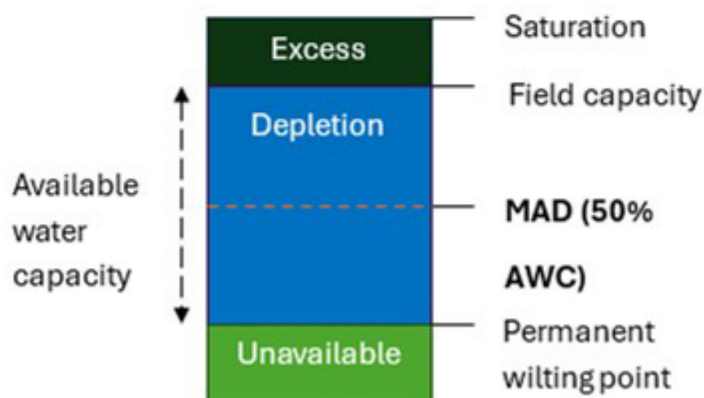 Saturation
Excess
Field capacity
Depletion
Available
water
capacity
MAD (50%
AWC)
Permanent
wilting point
Unavailable